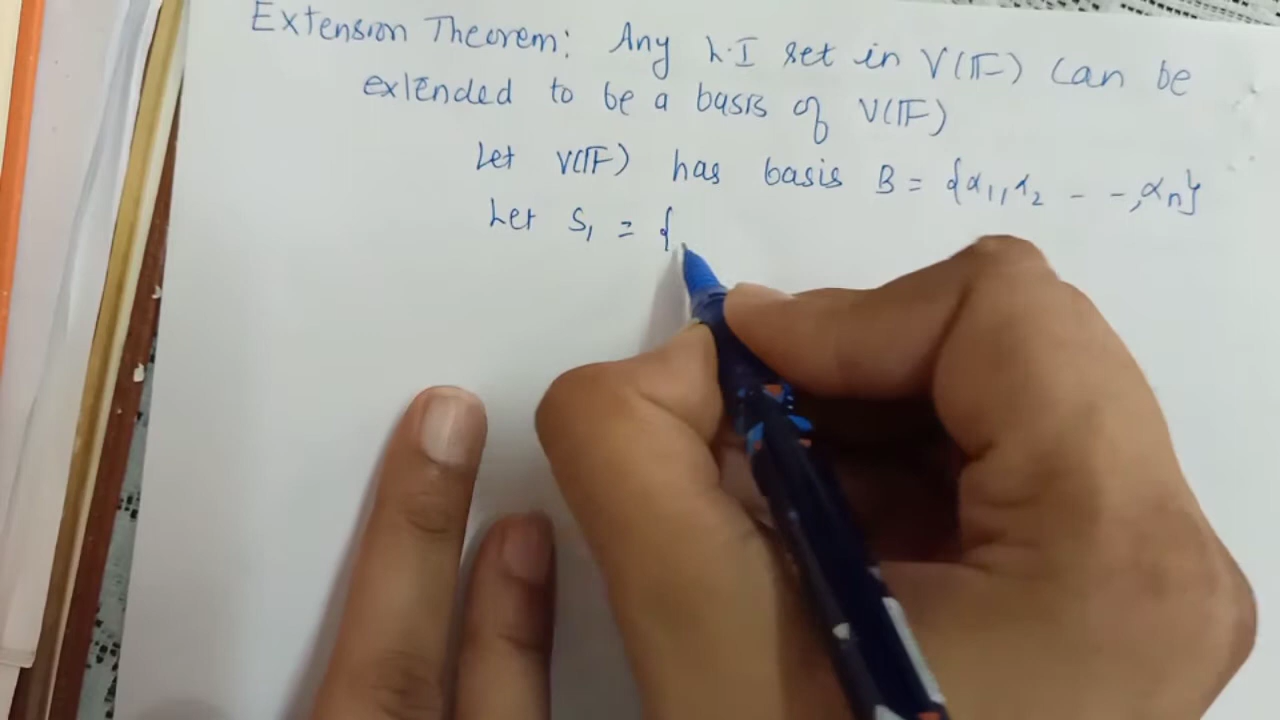 Extension Theorem: Any L.I set in V(F) can be
extended to be a basis of V(F)
Let V(F) has basis B = {α1, α2 - -, αn}
Let S1 = {